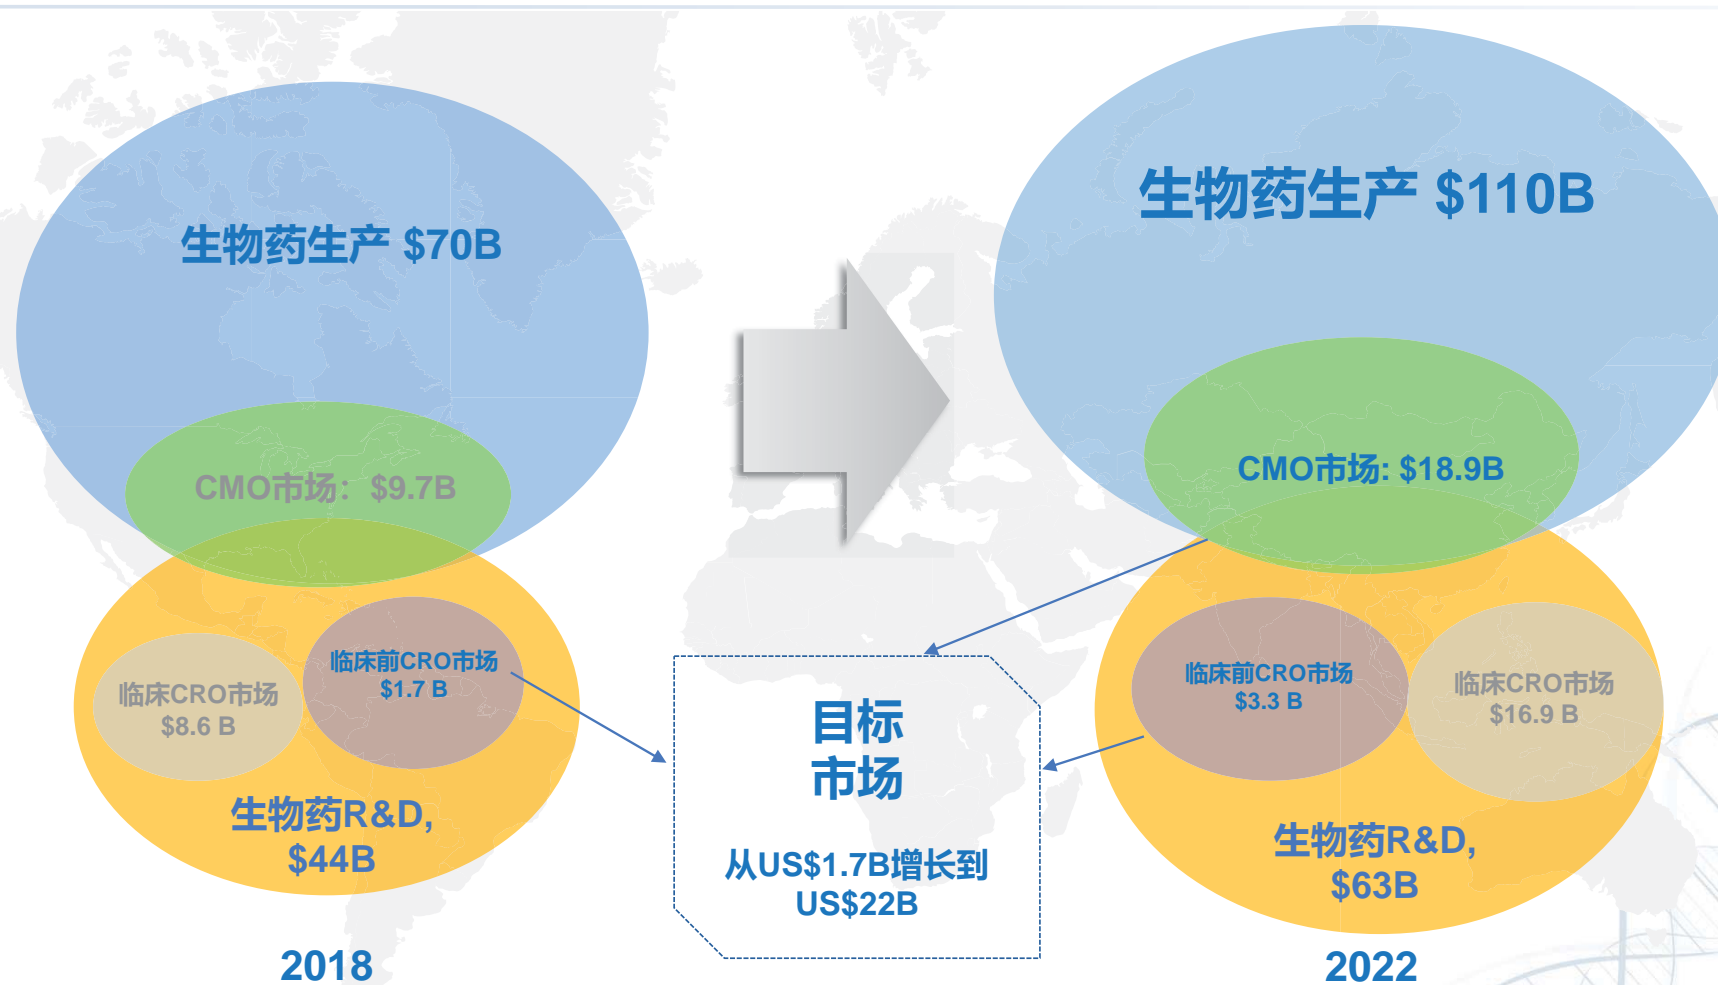 生物药生产 $70B
CMO市场：$9.7B
临床前CRO市场
$1.7 B
临床CRO市场
$8.6 B
生物药R&D,
$44B
2018
目标
市场
从US$1.7B增长到
US$22B
生物药生产 $110B
CMO市场: $18.9B
临床前CRO市场
$3.3 B
临床CRO市场
$16.9 B
生物药R&D,
$63B
2022